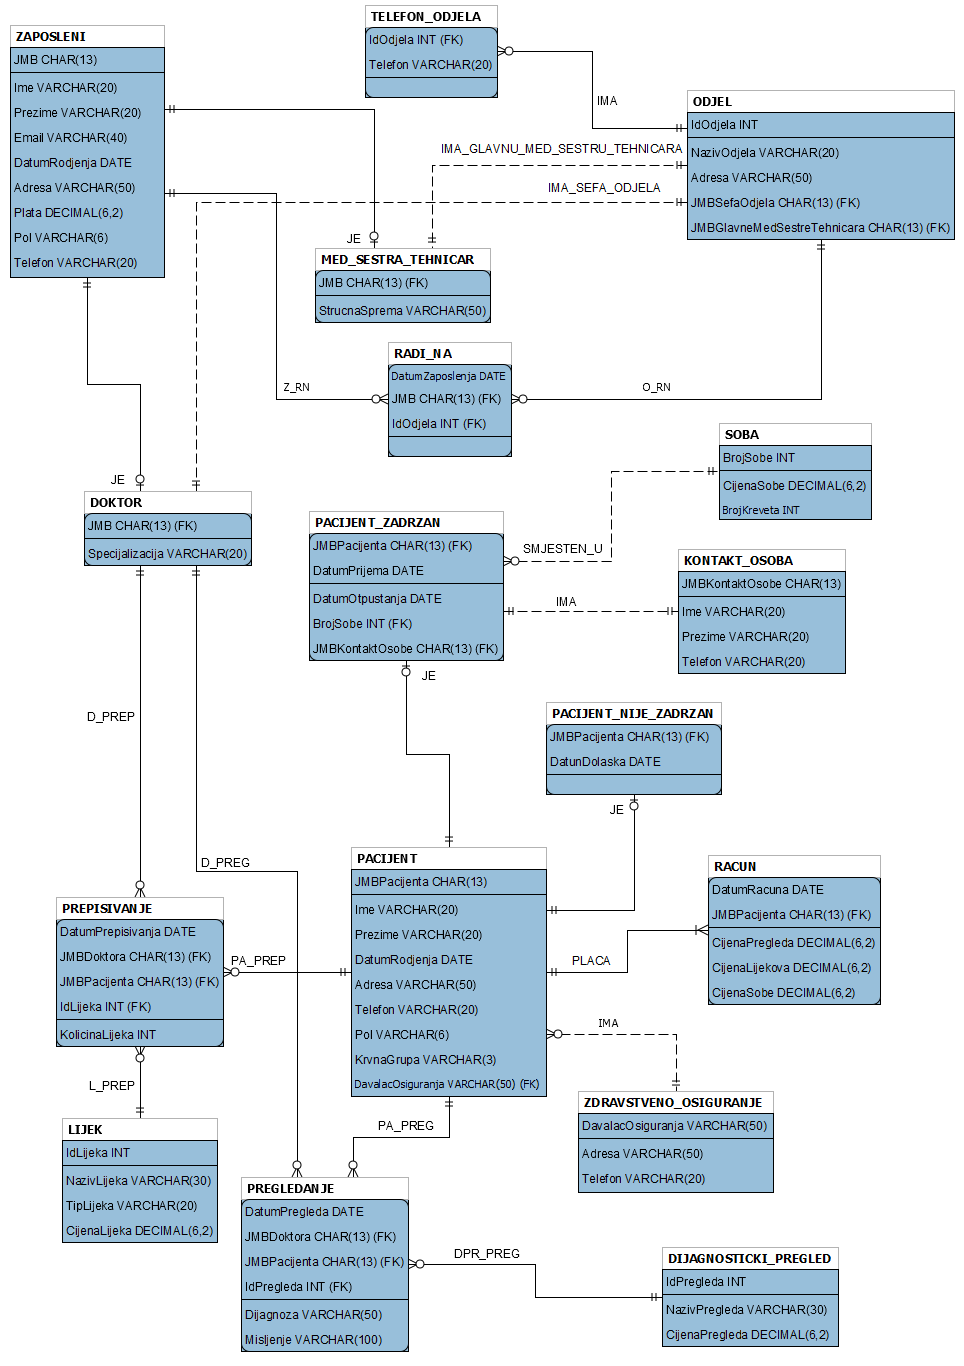 TELEFON_ODJELA
IdOdjela INT (FK)
Telefon VARCHAR(20)
ZAPOSLENI
JMB CHAR(13)
Ime VARCHAR(20)
Prezime VARCHAR(20)
Email VARCHAR(40)
DatumRodjenja DATE
Adresa VARCHAR(50)
Plata DECIMAL(6,2)
Pol VARCHAR(6)
Telefon VARCHAR(20)
IMA
ODJEL
IdOdjela INT
NazivOdjela VARCHAR(20)
Adresa VARCHAR(50)
JMBSefaOdjela CHAR(13) (FK)
JMBGlavneMedSestreTehnicara CHAR(13) (FK)
IMA_GLAVNU_MED_SESTRU_TEHNICARA
IMA_SEFA_ODJELA
JE
MED_SESTRA_TEHNICAR
JMB CHAR(13) (FK)
StrucnaSprema VARCHAR(50)
RADI_NA
DatumZaposlenja DATE
JMB CHAR(13) (FK)
IdOdjela INT (FK)
Z_RN
O_RN
SOBA
BrojSobe INT
CijenaSobe DECIMAL(6,2)
BrojKreveta INT
JE
DOKTOR
JMB CHAR(13) (FK)
Specijalizacija VARCHAR(20)
PACIJENT_ZADRZAN
JMBPacijenta CHAR(13) (FK)
DatumPrijema DATE
DatumOtpustanja DATE
BrojSobe INT (FK)
JMBKontaktOsobe CHAR(13) (FK)
SMJESTEN_U
KONTAKT_OSOBA
JMBKontaktOsobe CHAR(13)
Ime VARCHAR(20)
Prezime VARCHAR(20)
Telefon VARCHAR(20)
IMA
JE
D_PREP
PACIJENT_NIJE_ZADRZAN
JMBPacijenta CHAR(13) (FK)
DatunDolaska DATE
JE
D_PREG
PACIJENT
JMBPacijenta CHAR(13)
Ime VARCHAR(20)
Prezime VARCHAR(20)
DatumRodjenja DATE
Adresa VARCHAR(50)
Telefon VARCHAR(20)
Pol VARCHAR(6)
KrvnaGrupa VARCHAR(3)
DavalacOsiguranja VARCHAR(50) (FK)
RACUN
DatumRacuna DATE
JMBPacijenta CHAR(13) (FK)
CijenaPregleda DECIMAL(6,2)
CijenaLijekova DECIMAL(6,2)
CijenaSobe DECIMAL(6,2)
PREPISIVANJE
DatumPrepisivanja DATE
JMBDoktora CHAR(13) (FK)
JMBPacijenta CHAR(13) (FK)
IdLijeka INT (FK)
KolicinaLijeka INT
PA_PREP
PLACA
IMA
L_PREP
ZDRAVSTVENO_OSIGURANJE
DavalacOsiguranja VARCHAR(50)
Adresa VARCHAR(50)
Telefon VARCHAR(20)
LIJEK
IdLijeka INT
NazivLijeka VARCHAR(30)
TipLijeka VARCHAR(20)
CijenaLijeka DECIMAL(6,2)
PA_PREG
PREGLEDANJE
DatumPregleda DATE
JMBDoktora CHAR(13) (FK)
JMBPacijenta CHAR(13) (FK)
IdPregleda INT (FK)
Dijagnoza VARCHAR(50)
Misljenje VARCHAR(100)
DPR_PREG
DIJAGNOSTICKI_PREGLED
IdPregleda INT
NazivPregleda VARCHAR(30)
CijenaPregleda DECIMAL(6,2)